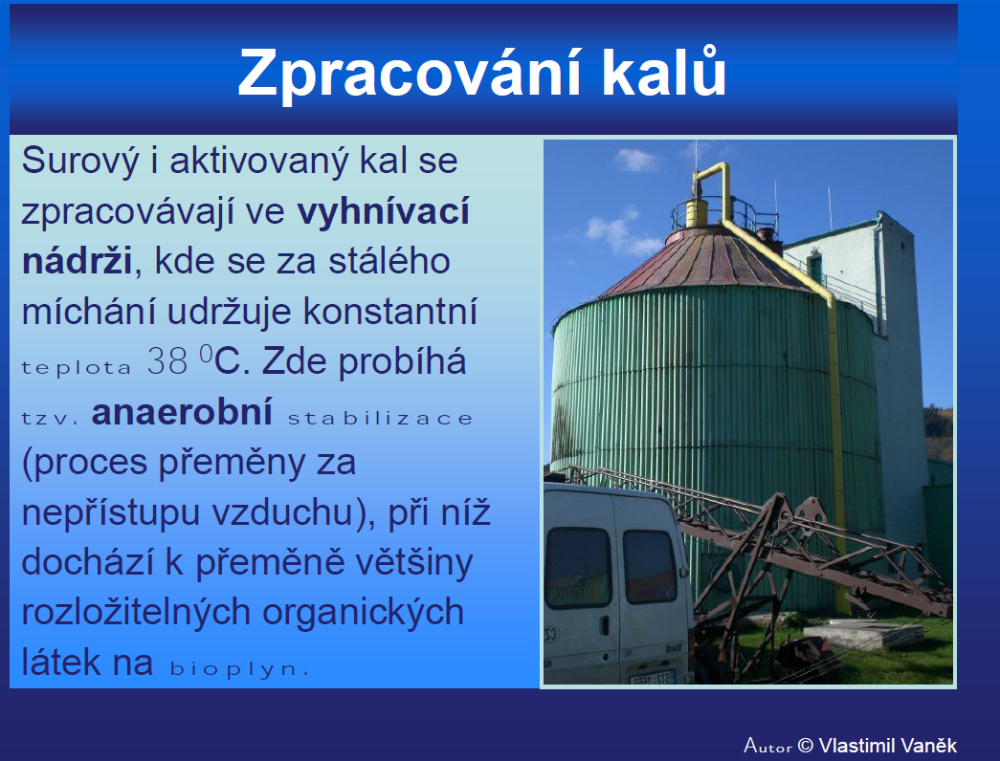 Zpracování kalů
Surový i aktivovaný kal se
zpracovávají ve vyhnívací
nádrži, kde se za stálého
míchání udržuje konstantní
teplota 38 ⁰C. Zde probíhá
tzv. anaerobní stabilizace
(proces přeměny za
nepřístupu vzduchu), při níž
dochází k přeměně většiny
rozložitelných organických
látek na bioplyn.
Autor © Vlastimil Vaněk